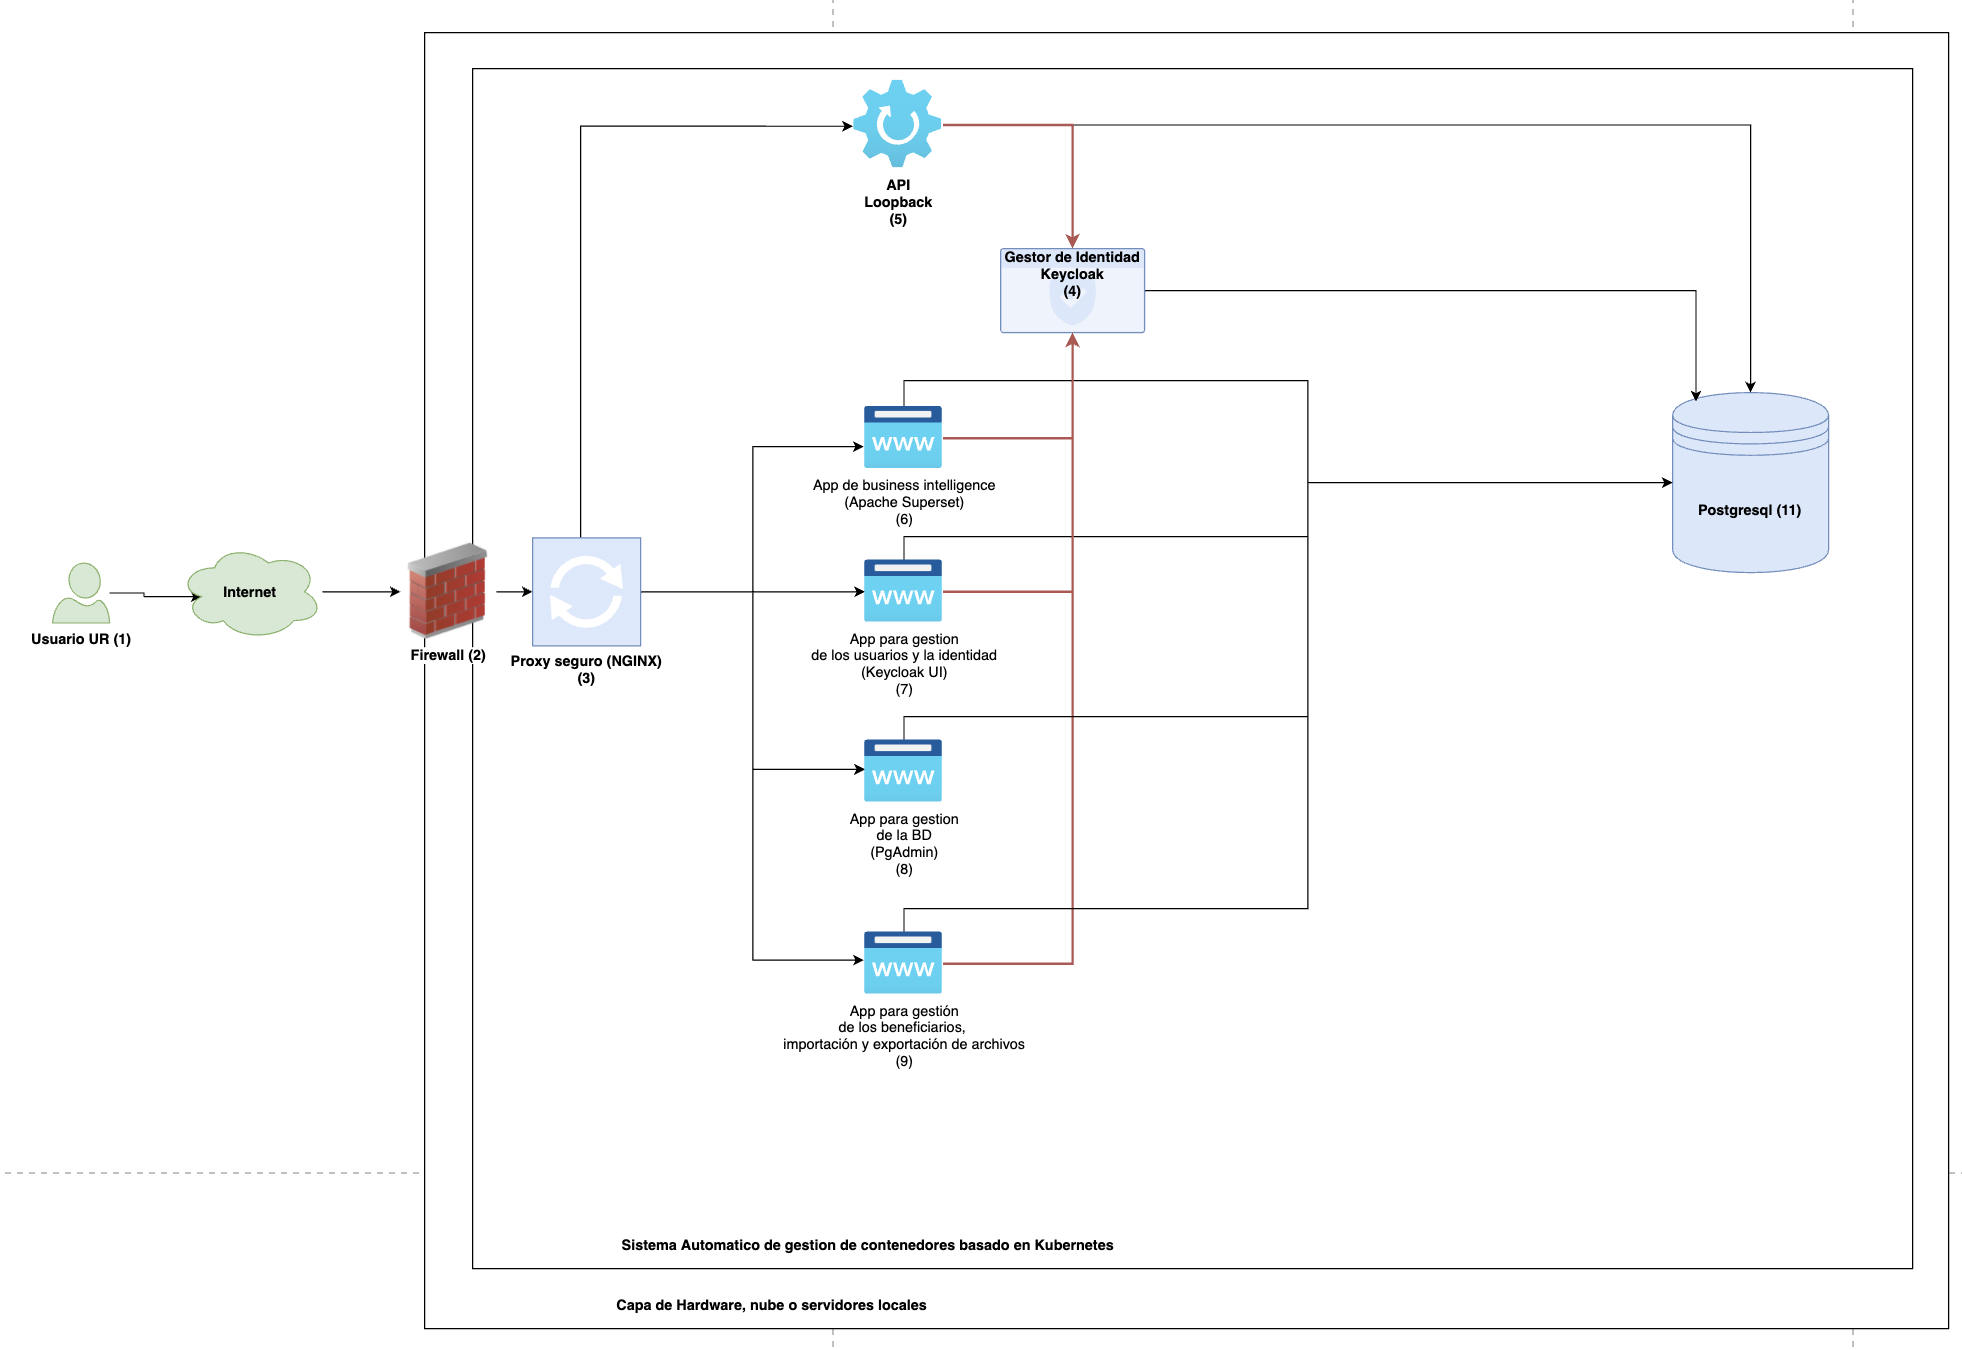 API
Loopback
(5)
Gestor de Identidad
Keycloak
(4)
www
App de business intelligence
(Apache Superset)
(6)
Postgresql (11)
www
Internet
Usuario UR (1)
Firewall (2)
Proxy seguro (NGINX)
(3)
App para gestion
de los usuarios y la identidad
(Keycloak UI)
(7)
www
App para gestion
de la BD
(PgAdmin)
(8)
www
App para gestión
de los beneficiarios,
importación y exportación de archivos
(9)
Sistema Automatico de gestion de contenedores basado en Kubernetes
Capa de Hardware, nube o servidores locales